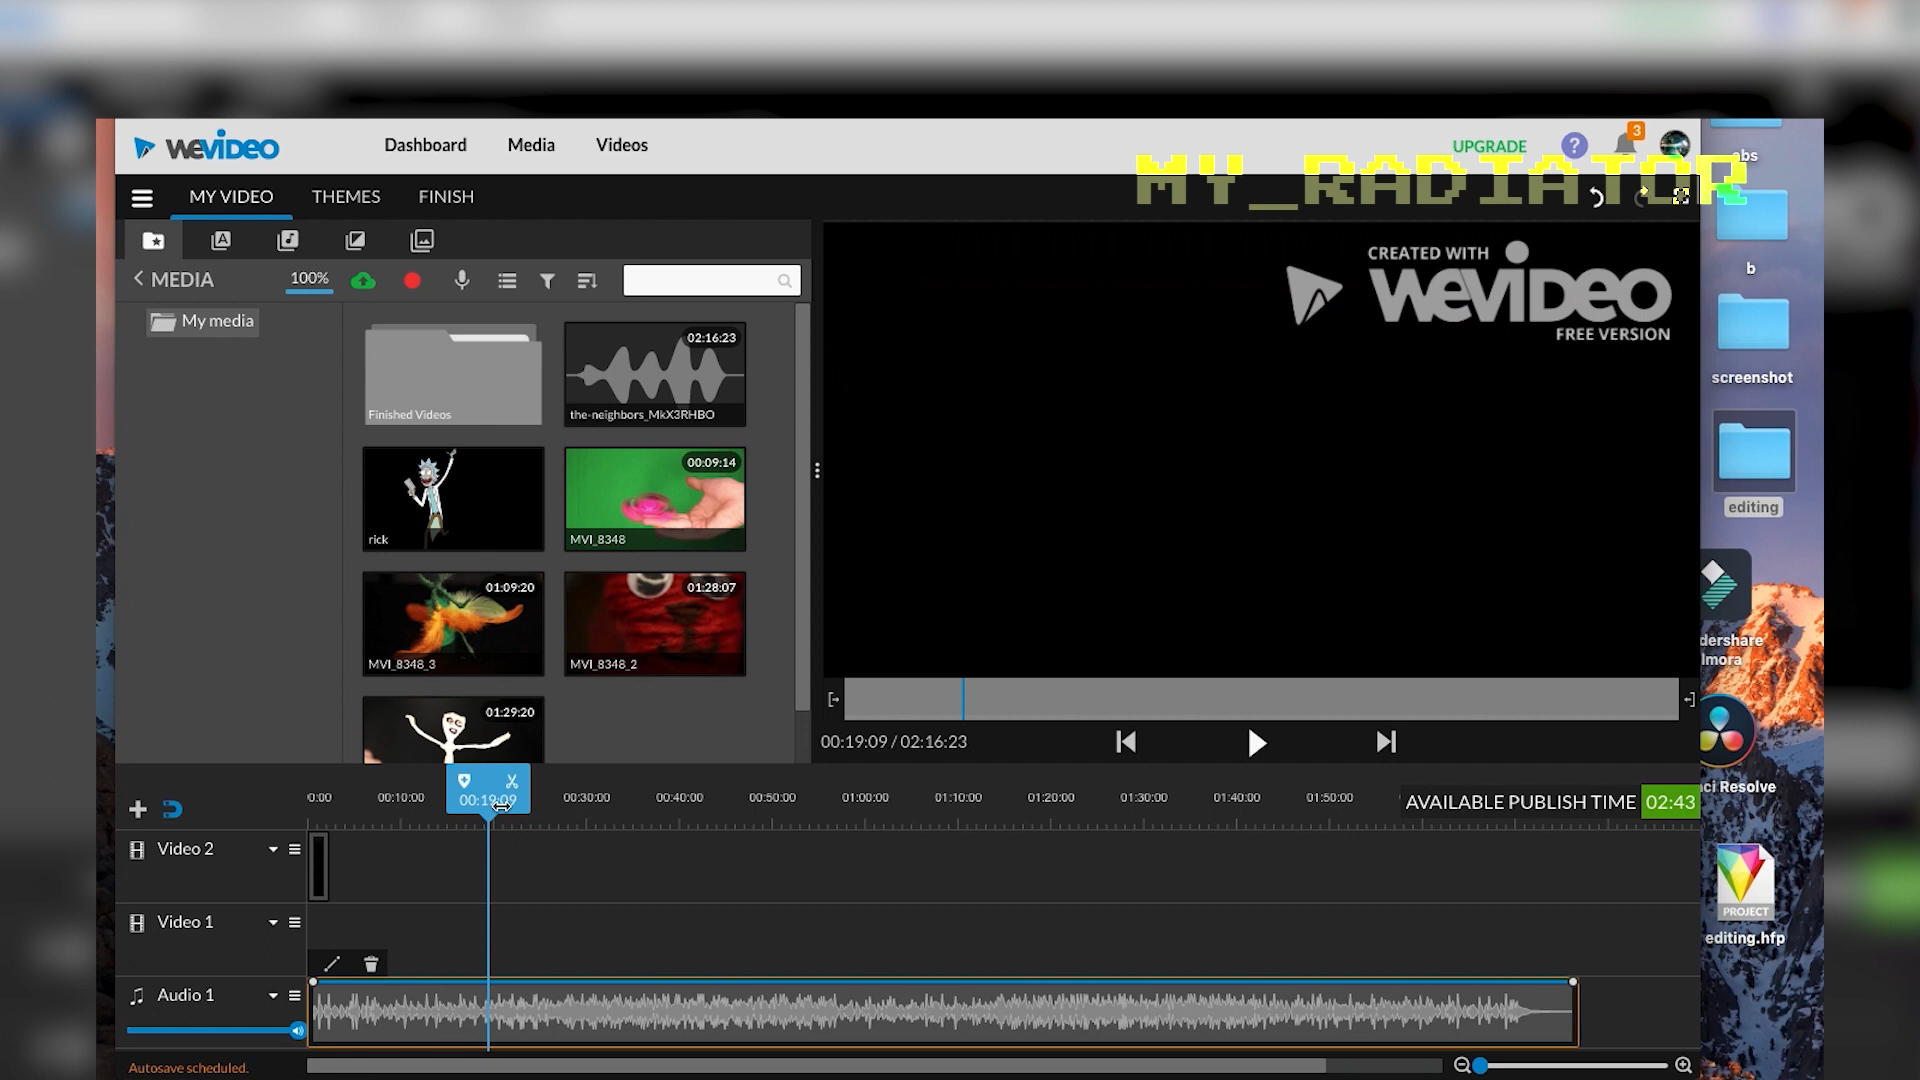 WEVIDEO
Dashboard
Media
Videos
UPGRADE
?
3
MY_RADIATOR
obs
MY VIDEO
THEMES
FINISH
MEDIA
100%
My media
Finished Videos
02:16:23
the-neighbors_MkX3RHBO
rick
00:09:14
MVI_8348
01:09:20
MVI_8348_3
01:28:07
MVI_8348_2
01:29:20
CREATED WITH
WEVIDEO
FREE VERSION
b
screenshot
editing
dershare
lmora
ci Resolve
PROJECT
editing.hfp
00:19:09 / 02:16:23
0:00
00:10:00
00:19:09
00:30:00
00:40:00
00:50:00
01:00:00
01:10:00
01:20:00
01:30:00
01:40:00
01:50:00
AVAILABLE PUBLISH TIME 02:43
Video 2
Video 1
Audio 1
Autosave scheduled.